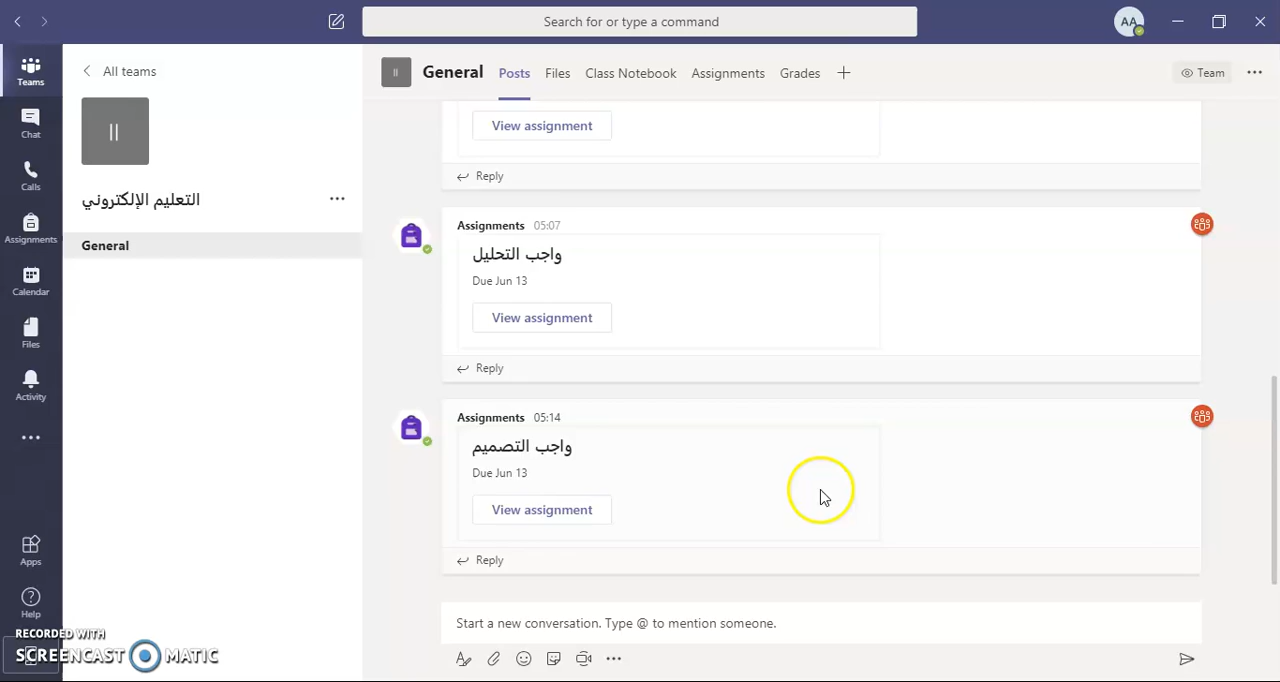 Search for or type a command
AA
Teams
Chat
Calls
Assignments
Calendar
Files
Activity
Apps
Help
All teams
التعليم الإلكتروني
General
General Posts Files Class Notebook Assignments Grades
Team
View assignment
Reply
Assignments 05:07
واجب التحليل
Due Jun 13
View assignment
Reply
Assignments 05:14
واجب التصميم
Due Jun 13
View assignment
Reply
Start a new conversation. Type @ to mention someone.
RECORDED WITH
SCREENCAST MATIC